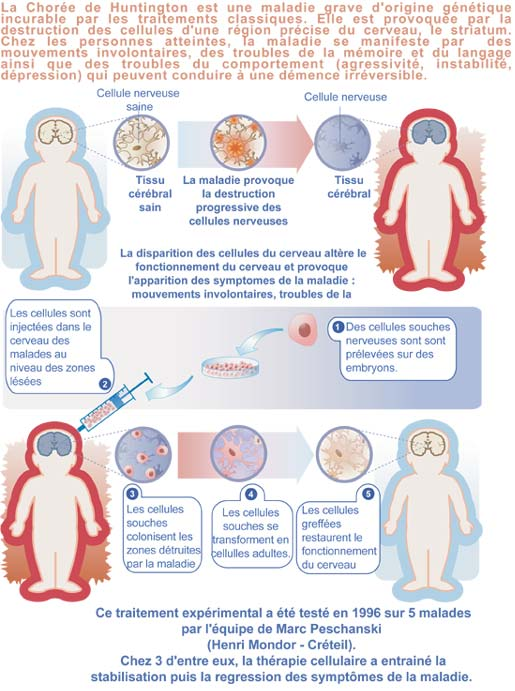 La Chorée de Huntington est une maladie grave d'origine génétique
incurable par les traitements classiques. Elle est provoquée par la
destruction des cellules d'une région précise du cerveau, le striatum.
Chez les personnes atteintes, la maladie se manifeste par des
mouvements involontaires, des troubles de la mémoire et du langage
ainsi que des troubles du comportement (agressivité, instabilité,
dépression) qui peuvent conduire à une démence irréversible.
Cellule nerveuse
saine
Cellule nerveuse
Tissu
cérébral
sain
La maladie provoque
la destruction
progressive des
cellules nerveuses
Tissu
cérébral
La disparition des cellules du cerveau altère le
fonctionnement du cerveau et provoque
l'apparition des symptomes de la maladie :
mouvements involontaires, troubles de la
1 Des cellules souches
nerveuses sont sont
prélevées sur des
embryons.
Les cellules sont
injectées dans le
cerveau des
malades au
niveau des zones
lésées
2
3
Les cellules
souches
colonisent les
zones détruites
par la maladie
4
Les cellules
souches se
transforment en
cellulles adultes.
5
Les cellules
greffées
restaurent le
fonctionnement
du cerveau
Ce traitement expérimental a été testé en 1996 sur 5 malades
par l'équipe de Marc Peschanski
(Henri Mondor - Créteil).
Chez 3 d'entre eux, la thérapie cellulaire a entrainé la
stabilisation puis la regression des symptômes de la maladie.